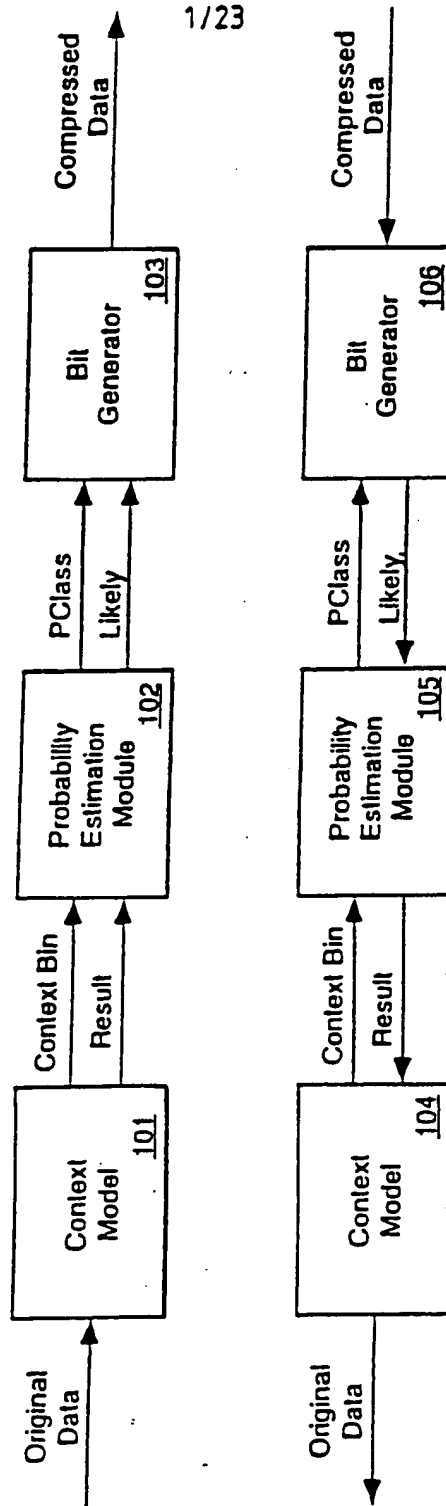 1/23
Original
Data
Context
Model
101
Context Bin
Result
Probability
Estimation
Module
102
PClass
Likely
Bit
Generator
103
Compressed
Data
Original
Data
Context
Model
104
Context Bin
Result
Probability
Estimation
Module
105
PClass
Likely
Bit
Generator
106
Compressed
Data